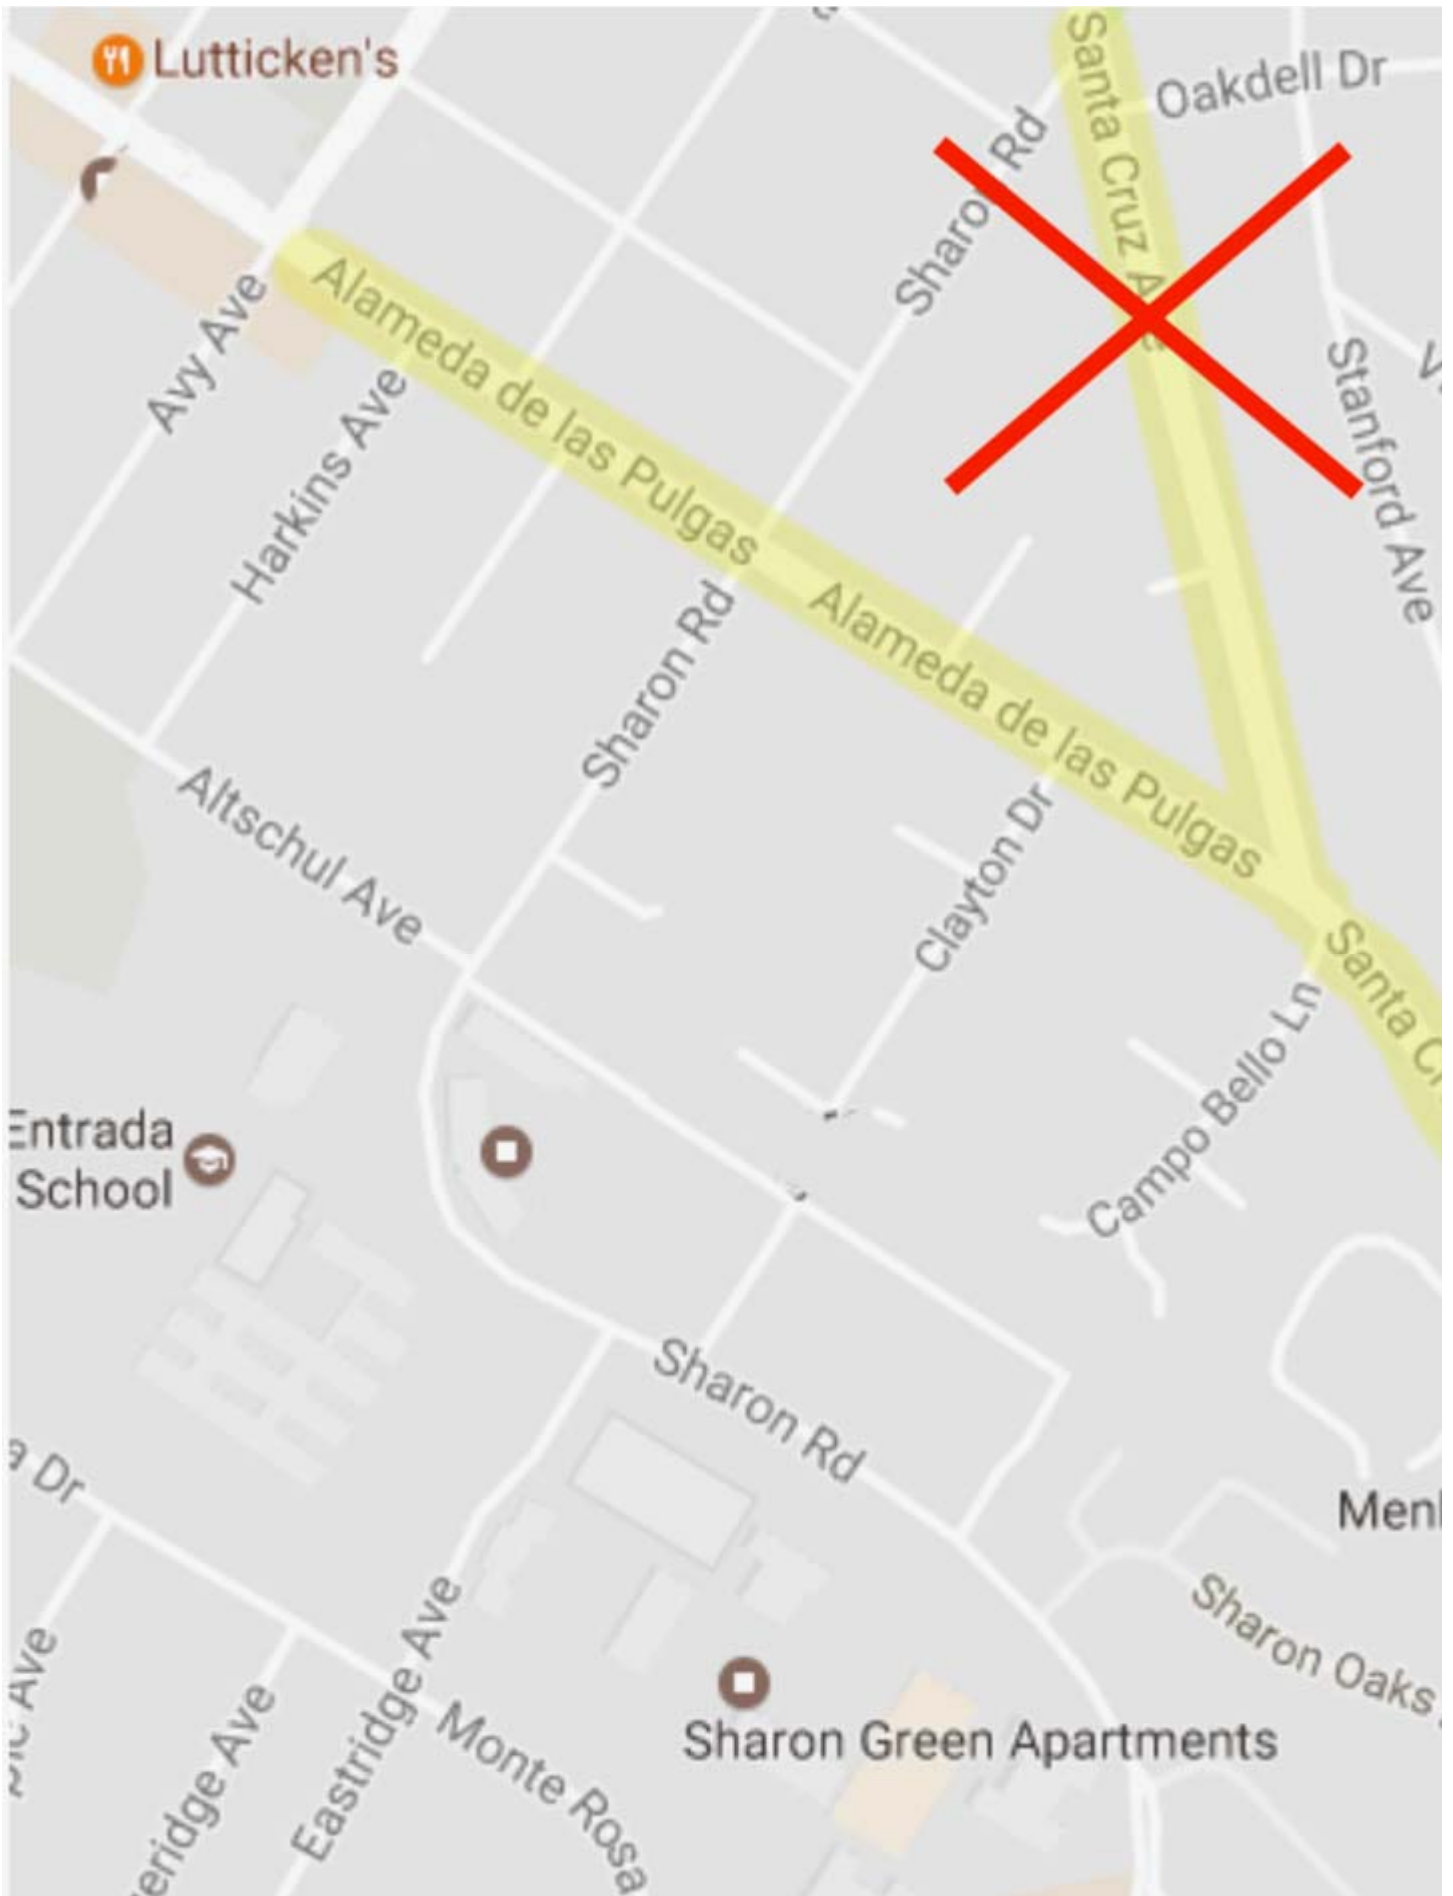 Lutticken's
Santa Cruz
Oakdell Dr
Sharon Rd
Avy Ave
Alameda de las Pulgas
Harkins Ave
Stanford Ave
Sharon Rd
Alameda de las Pulgas
Altschul Ave
Clayton Dr
Santa
Campo Bello Ln
Entrada
School
Sharon Rd
Dr
Sharon Oaks
Ave
Eastridge Ave
Monte Rosa
Ave
Sharon Green Apartments